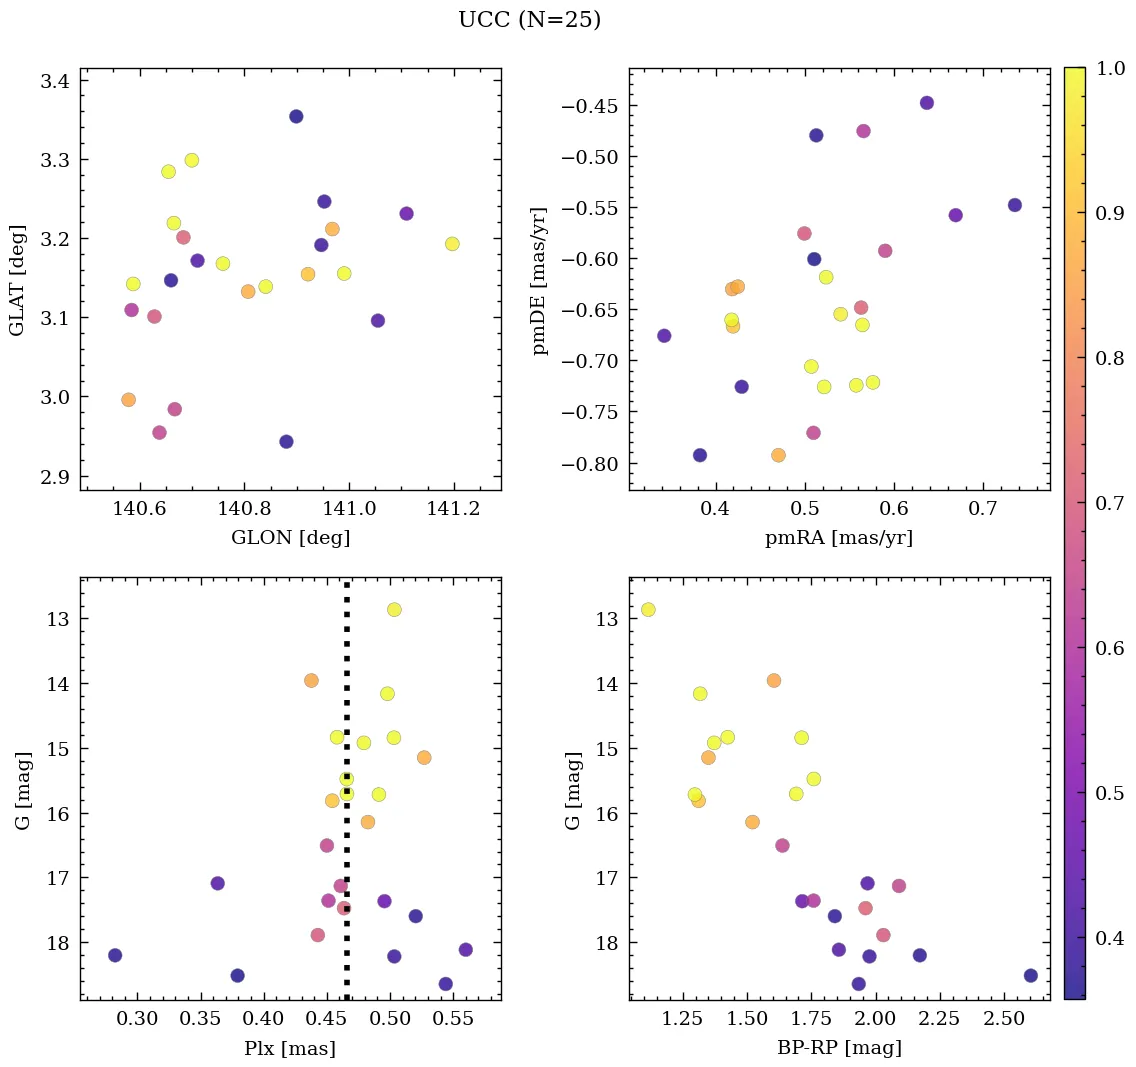 UCC (N=25)
3.4
3.3
3.2
3.1
3.0
2.9
GLAT [deg]
140.6 140.8 141.0 141.2
GLON [deg]
−0.45
−0.50
−0.55
−0.60
−0.65
−0.70
−0.75
−0.80
pmDE [mas/yr]
0.4 0.5 0.6 0.7
pmRA [mas/yr]
1.0
0.9
0.8
0.7
0.6
0.5
0.4
13
14
15
16
17
18
G [mag]
0.30 0.35 0.40 0.45 0.50 0.55
Plx [mas]
13
14
15
16
17
18
G [mag]
1.25 1.50 1.75 2.00 2.25 2.50
BP-RP [mag]